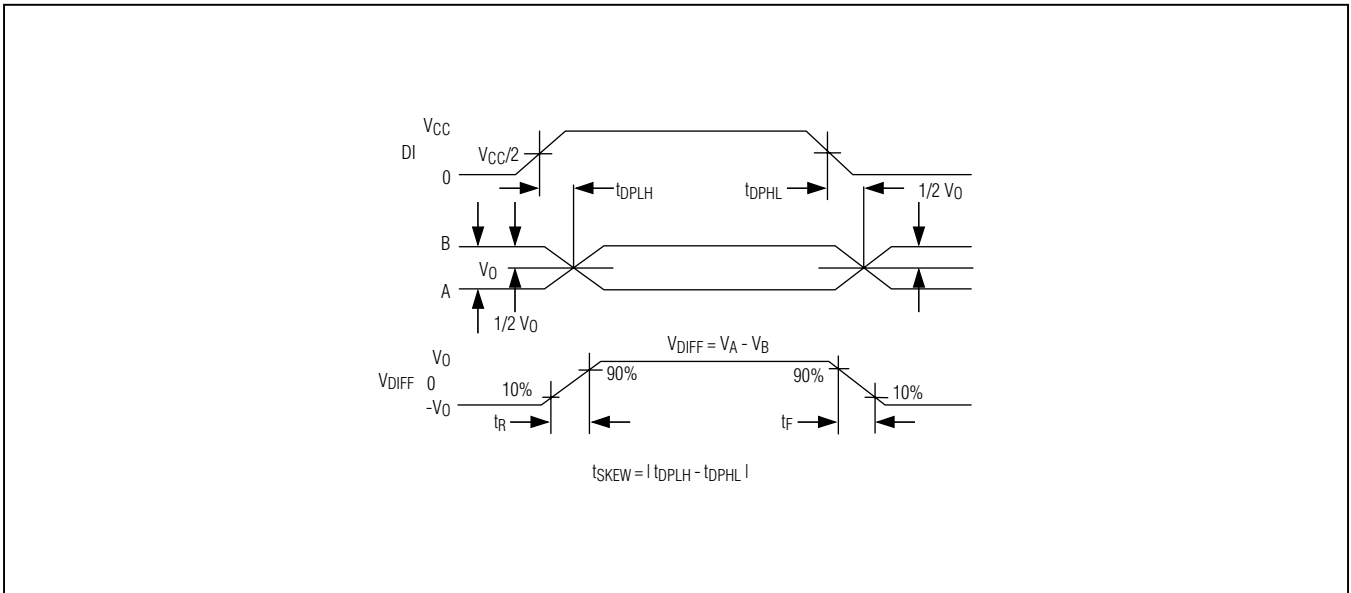 VCC
DI
VCC/2
0
tDPLH
tDPHL
1/2 VO
B
VO
A
1/2 VO
VDIFF = VA - VB
VO
VDIFF 0
-VO
10%
90%
90%
10%
tR
tF
tSKEW = | tDPLH - tDPHL |